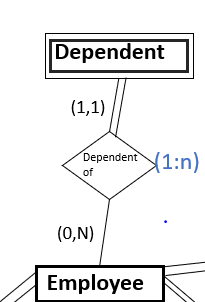 Dependent
(1,1)
Dependent
of
(1:n)
(0,N)
Employee